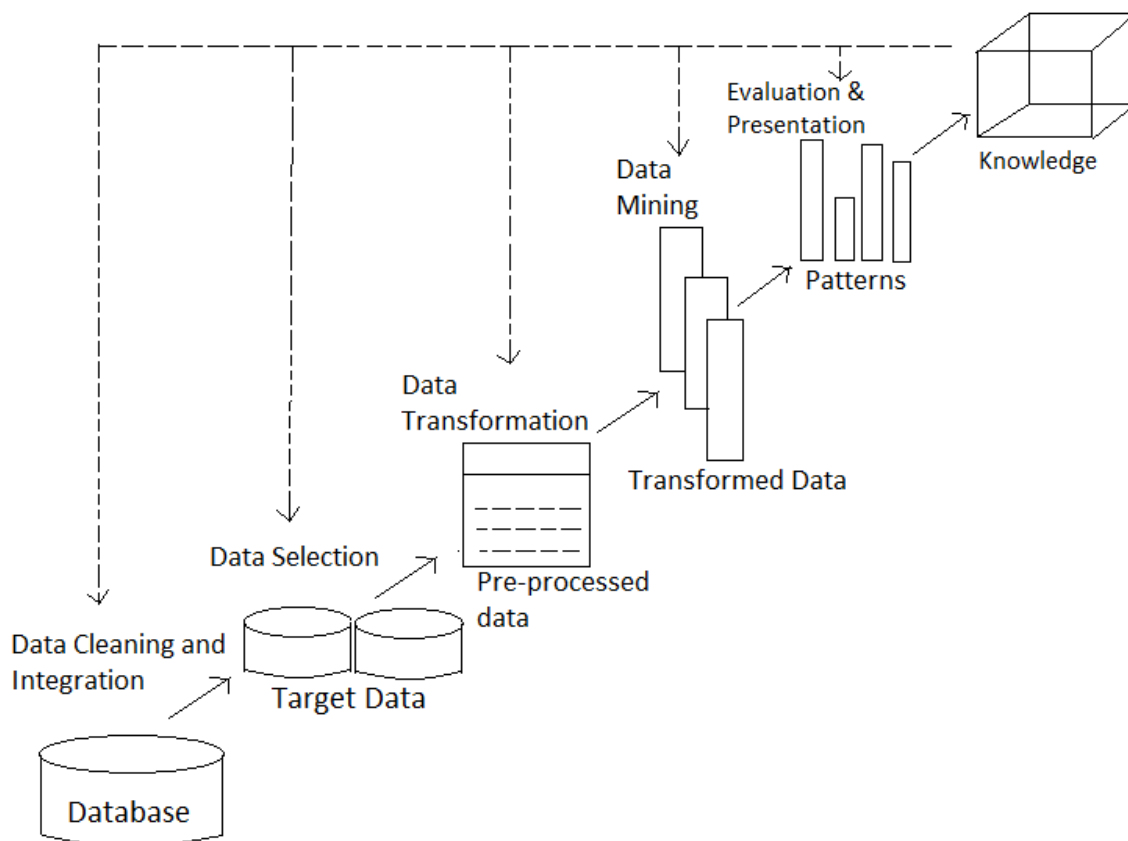 Evaluation &
Presentation
Knowledge
Data
Mining
Patterns
Data
Transformation
Transformed Data
Data Selection
Pre-processed
data
Data Cleaning and
Integration
Target Data
Database